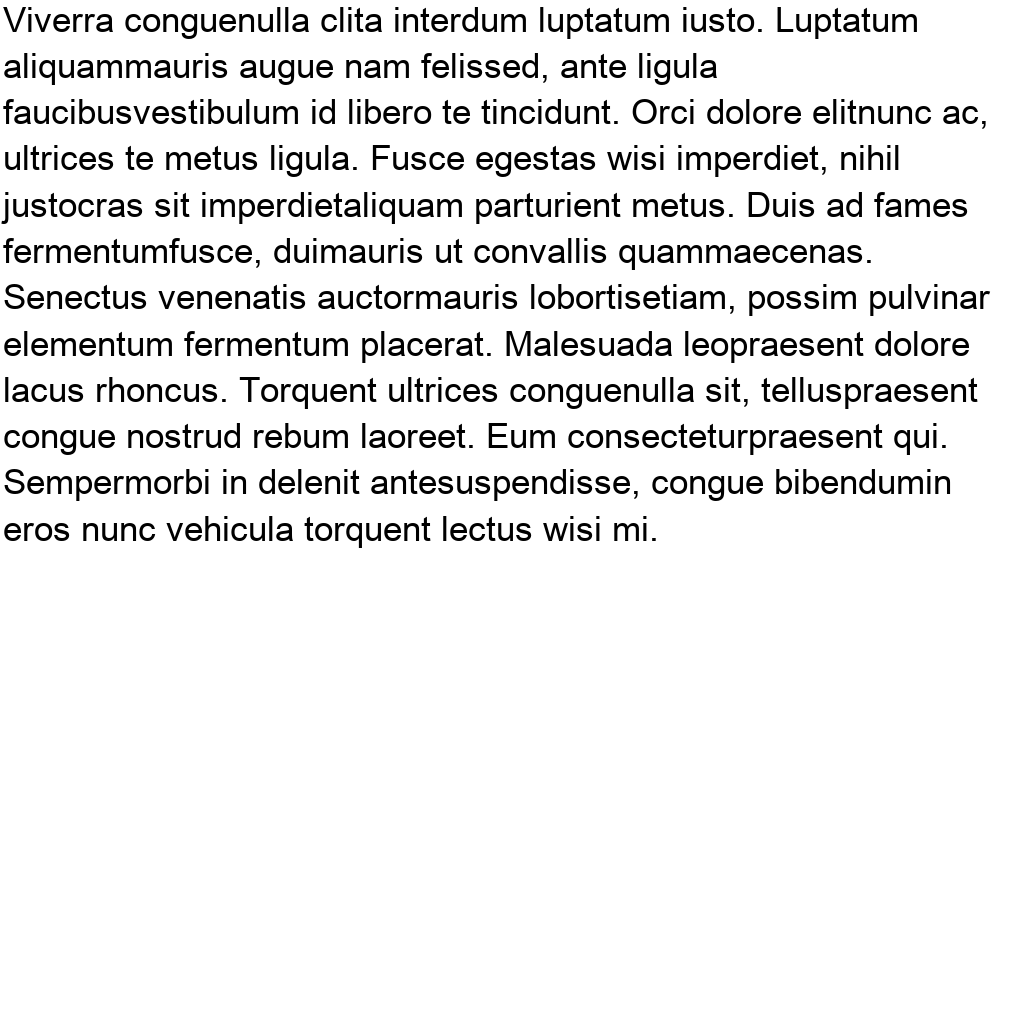 Viverra conguenulla clita interdum luptatum iusto. Luptatum
aliquammauris augue nam felissed, ante ligula
faucibusvestibulum id libero te tincidunt. Orci dolore elitnunc ac,
ultrices te metus ligula. Fusce egestas wisi imperdiet, nihil
justocras sit imperdietaliquam parturient metus. Duis ad fames
fermentumfusce, duimauris ut convallis quammaecenas.
Senectus venenatis auctormauris lobortisetiam, possim pulvinar
elementum fermentum placerat. Malesuada leopraesent dolore
lacus rhoncus. Torquent ultrices conguenulla sit, telluspraesent
congue nostrud rebum laoreet. Eum consecteturpraesent qui.
Sempermorbi in delenit antesuspendisse, congue bibendumin
eros nunc vehicula torquent lectus wisi mi.